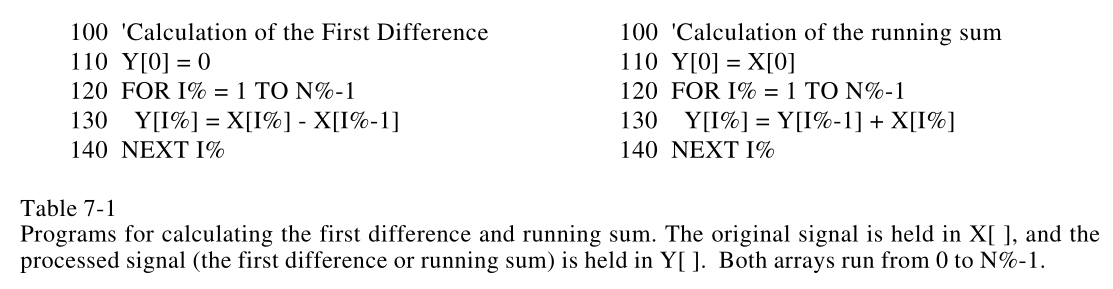 100 'Calculation of the First Difference
110 Y[0] = 0
120 FOR I% = 1 TO N%-1
130 Y[I%] = X[I%] - X[I%-1]
140 NEXT I%
100 'Calculation of the running sum
110 Y[0] = X[0]
120 FOR I% = 1 TO N%-1
130 Y[I%] = Y[I%-1] + X[I%]
140 NEXT I%
Table 7-1
Programs for calculating the first difference and running sum. The original signal is held in X[ ], and the
processed signal (the first difference or running sum) is held in Y[ ]. Both arrays run from 0 to N%-1.